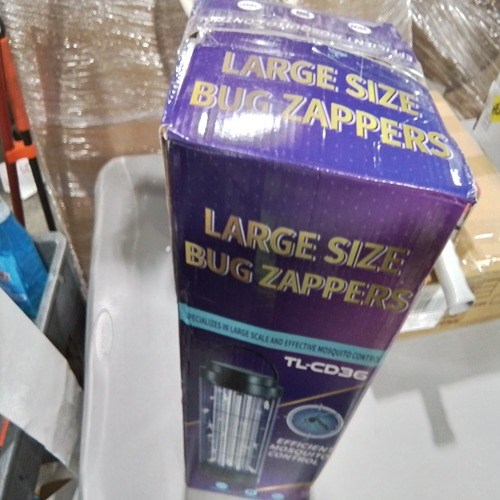 LARGE SIZE
BUG ZAPPERS
LARGE SIZE
BUG ZAPPERS
SPECIALIZES IN LARGE SCALE AND EFFECTIVE MOSQUITO CONTROL
TL-CD36
EFFICIENT
MOSQUITO
CONTROL